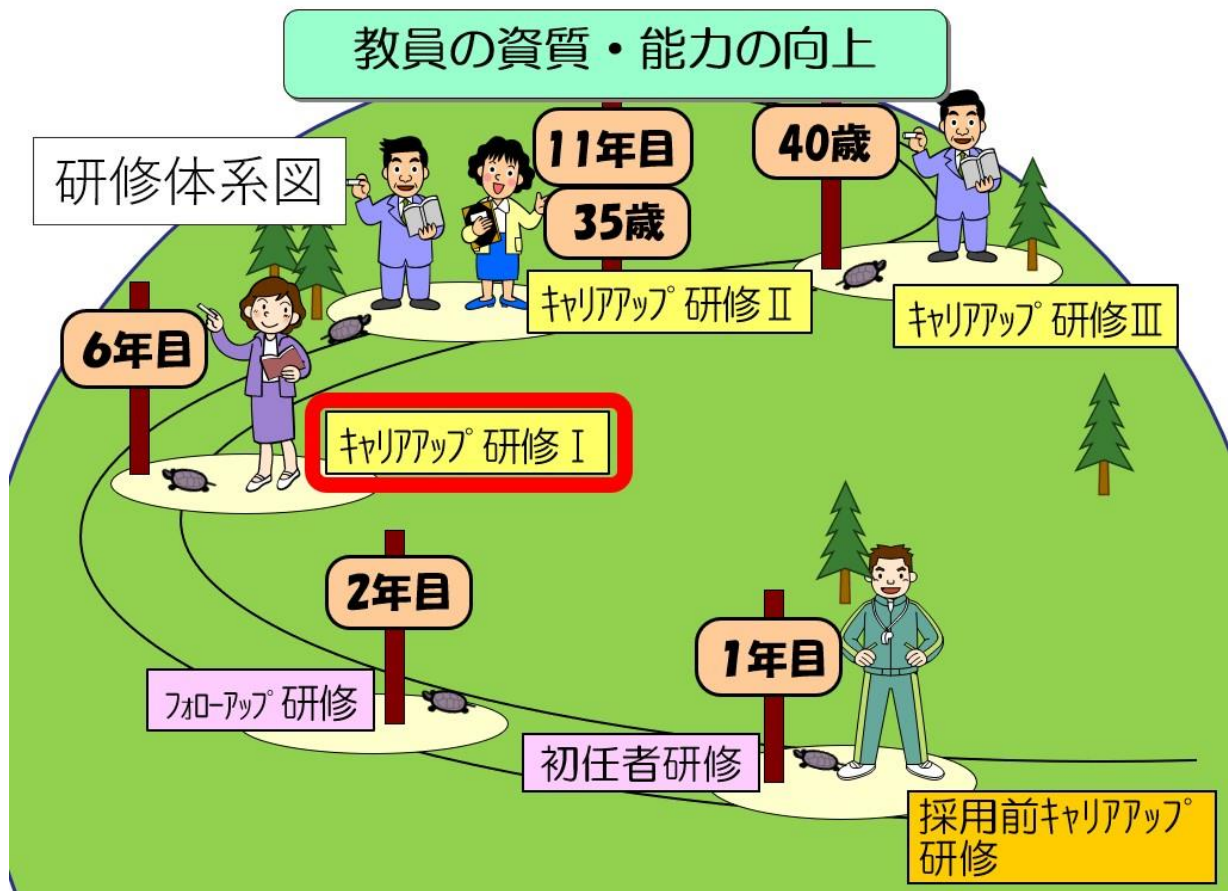 教員の資質・能力の向上
研修体系図
11年目
35歳
40歳
キャリアアップ 研修Ⅱ
キャリアアップ 研修Ⅲ
6年目
キャリアアップ 研修Ⅰ
2年目
フォローアップ 研修
1年目
初任者研修
採用前キャリアアップ
研修